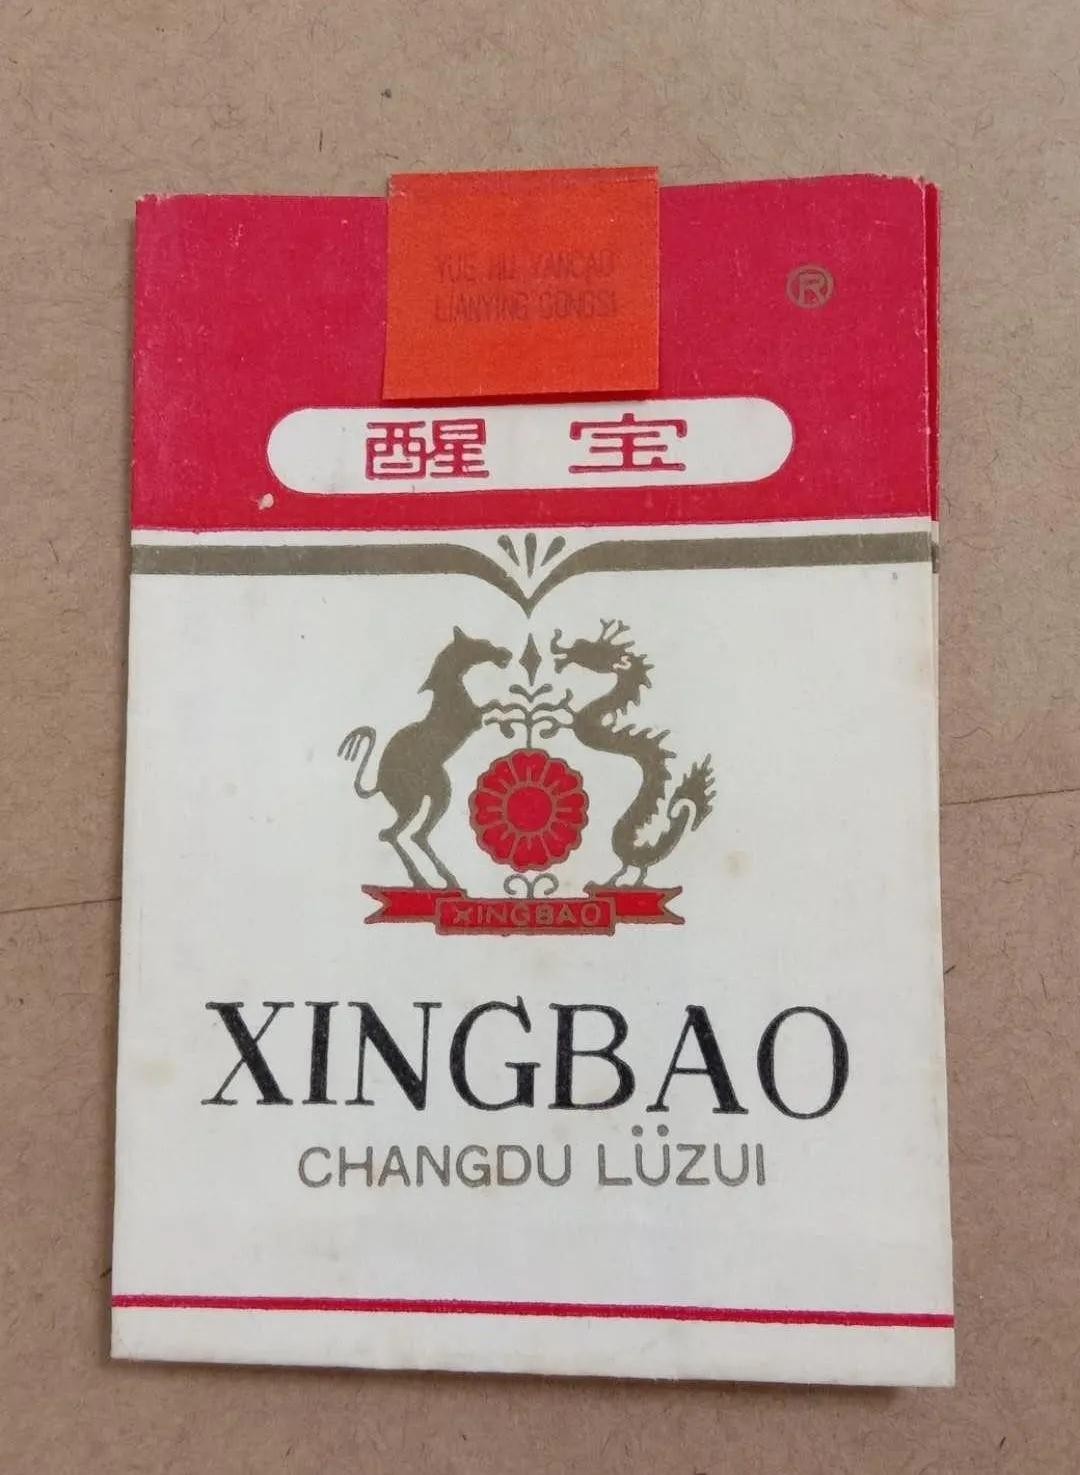 YUE HU YANCAO
LIANYING GONGSI
®
醒宝
XINGBAO
XINGBAO
CHANGDU LÜZUI